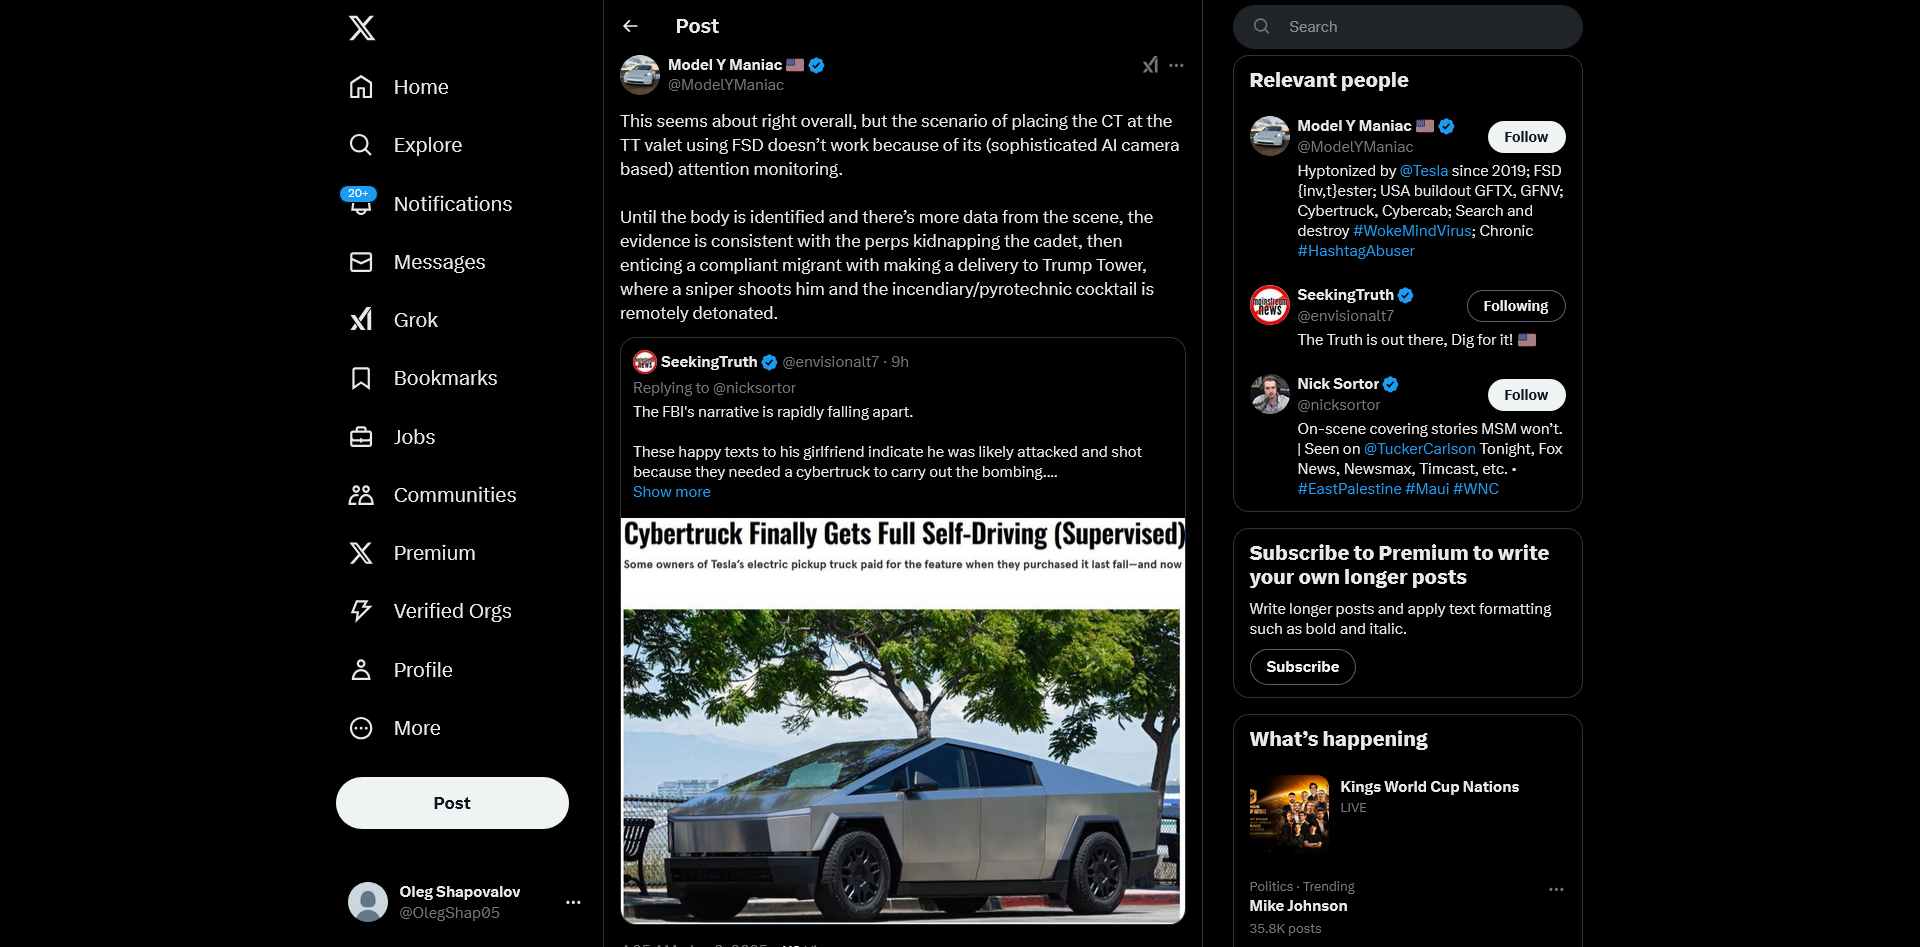 Home
Explore
20+
Notifications
Messages
Grok
Bookmarks
Jobs
Communities
Premium
Verified Orgs
Profile
More
Post
Oleg Shapovalov
@OlegShap05
Post
Model Y Maniac
@ModelYManiac
This seems about right overall, but the scenario of placing the CT at the
TT valet using FSD doesn’t work because of its (sophisticated AI camera
based) attention monitoring.
Until the body is identified and there’s more data from the scene, the
evidence is consistent with the perps kidnapping the cadet, then
enticing a compliant migrant with making a delivery to Trump Tower,
where a sniper shoots him and the incendiary/pyrotechnic cocktail is
remotely detonated.
SeekingTruth @envisionalt7 · 9h
Replying to @nicksortor
The FBI's narrative is rapidly falling apart.
These happy texts to his girlfriend indicate he was likely attacked and shot
because they needed a cybertruck to carry out the bombing....
Show more
Cybertruck Finally Gets Full Self-Driving (Supervised)
Some owners of Tesla’s electric pickup truck paid for the feature when they purchased it last fall—and now
Search
Relevant people
Model Y Maniac
@ModelYManiac
Follow
Hyptonized by @Tesla since 2019; FSD
{inv,t}ester; USA buildout GFTX, GFNV;
Cybertruck, Cybercab; Search and
destroy #WokeMindVirus; Chronic
#HashtagAbuser
mainstream
news
SeekingTruth
@envisionalt7
Following
The Truth is out there, Dig for it!
Nick Sortor
@nicksortor
Follow
On-scene covering stories MSM won’t.
| Seen on @TuckerCarlson Tonight, Fox
News, Newsmax, Timcast, etc. •
#EastPalestine #Maui #WNC
Subscribe to Premium to write
your own longer posts
Write longer posts and apply text formatting
such as bold and italic.
Subscribe
What’s happening
Kings World Cup Nations
LIVE
Politics · Trending
Mike Johnson
35.8K posts